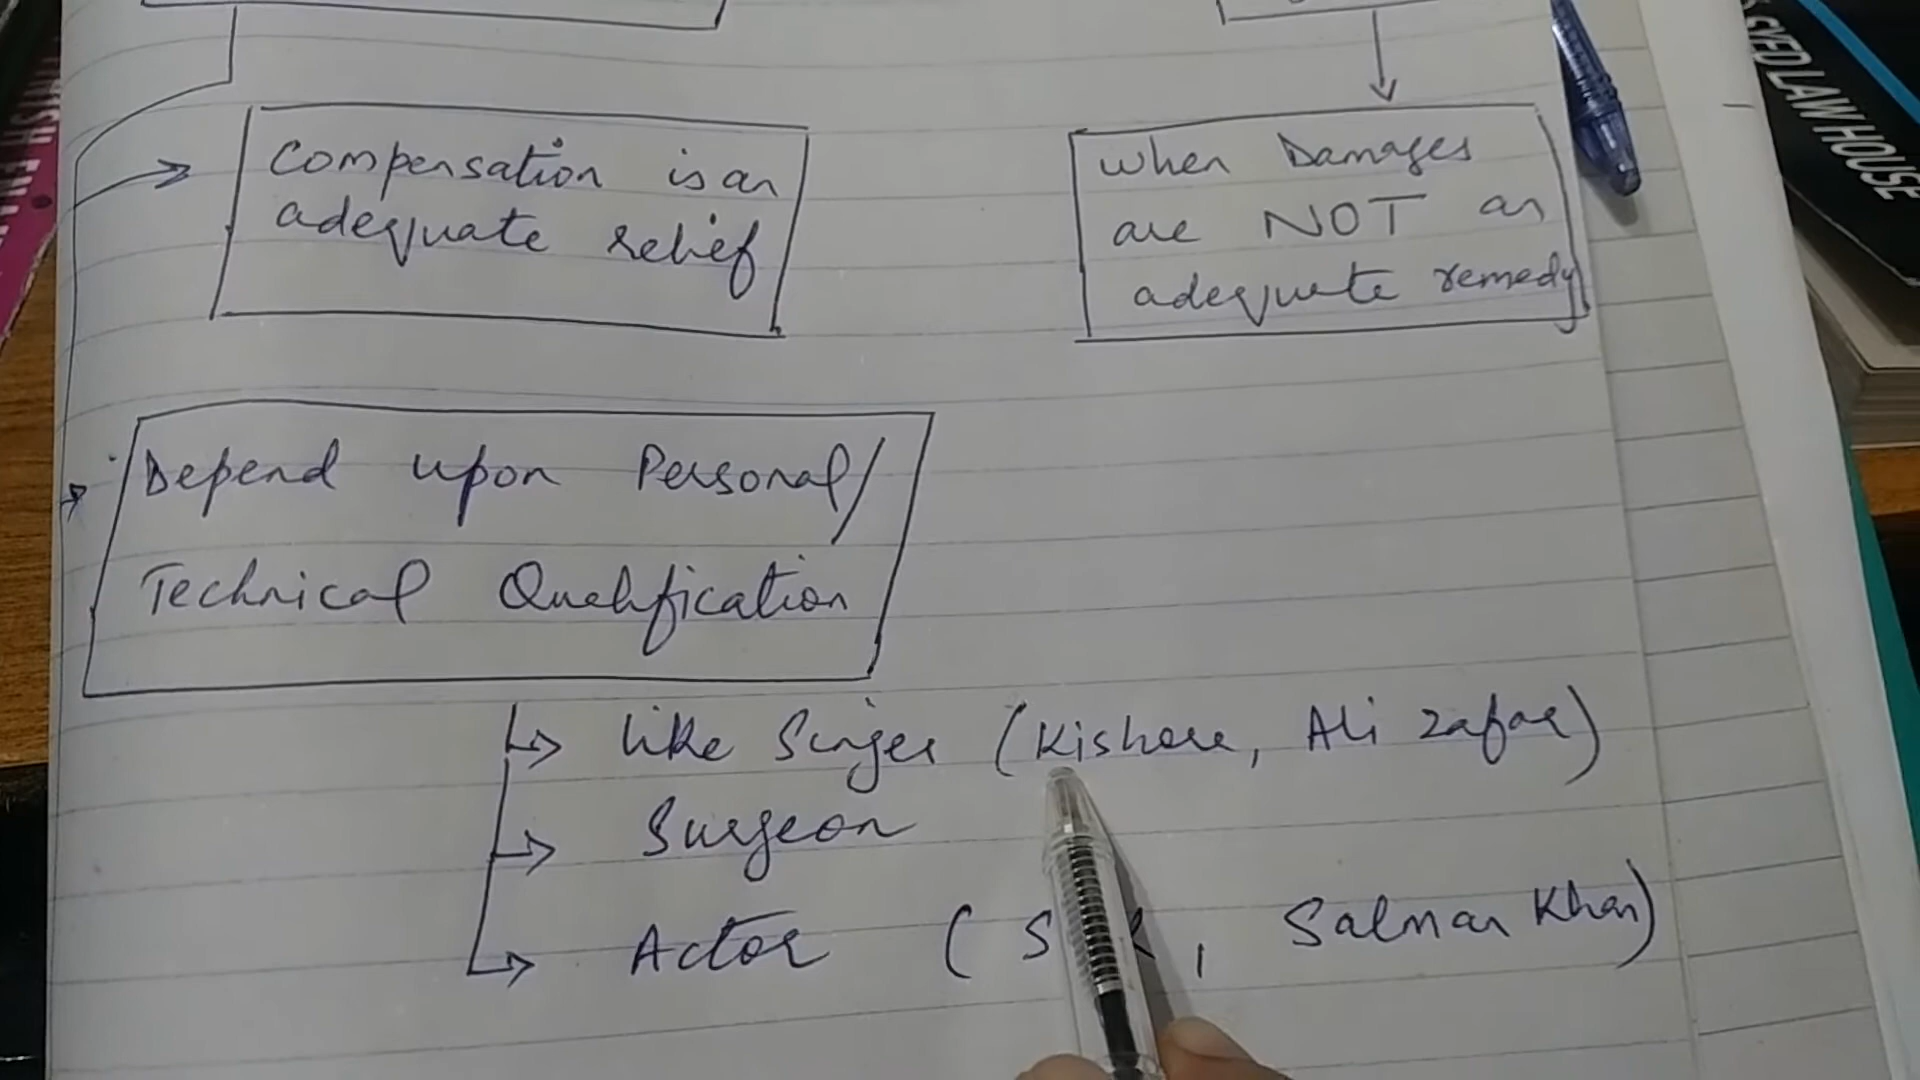 Compensation is an
adequate relief
When Damages
are NOT an
adequate remedy
Depend upon Personal/
Technical Qualification
like Singer (Kishore, Ali Zafar)
Surgeon
Actor ( S , Salman Khan)
SYED LAW HOUSE